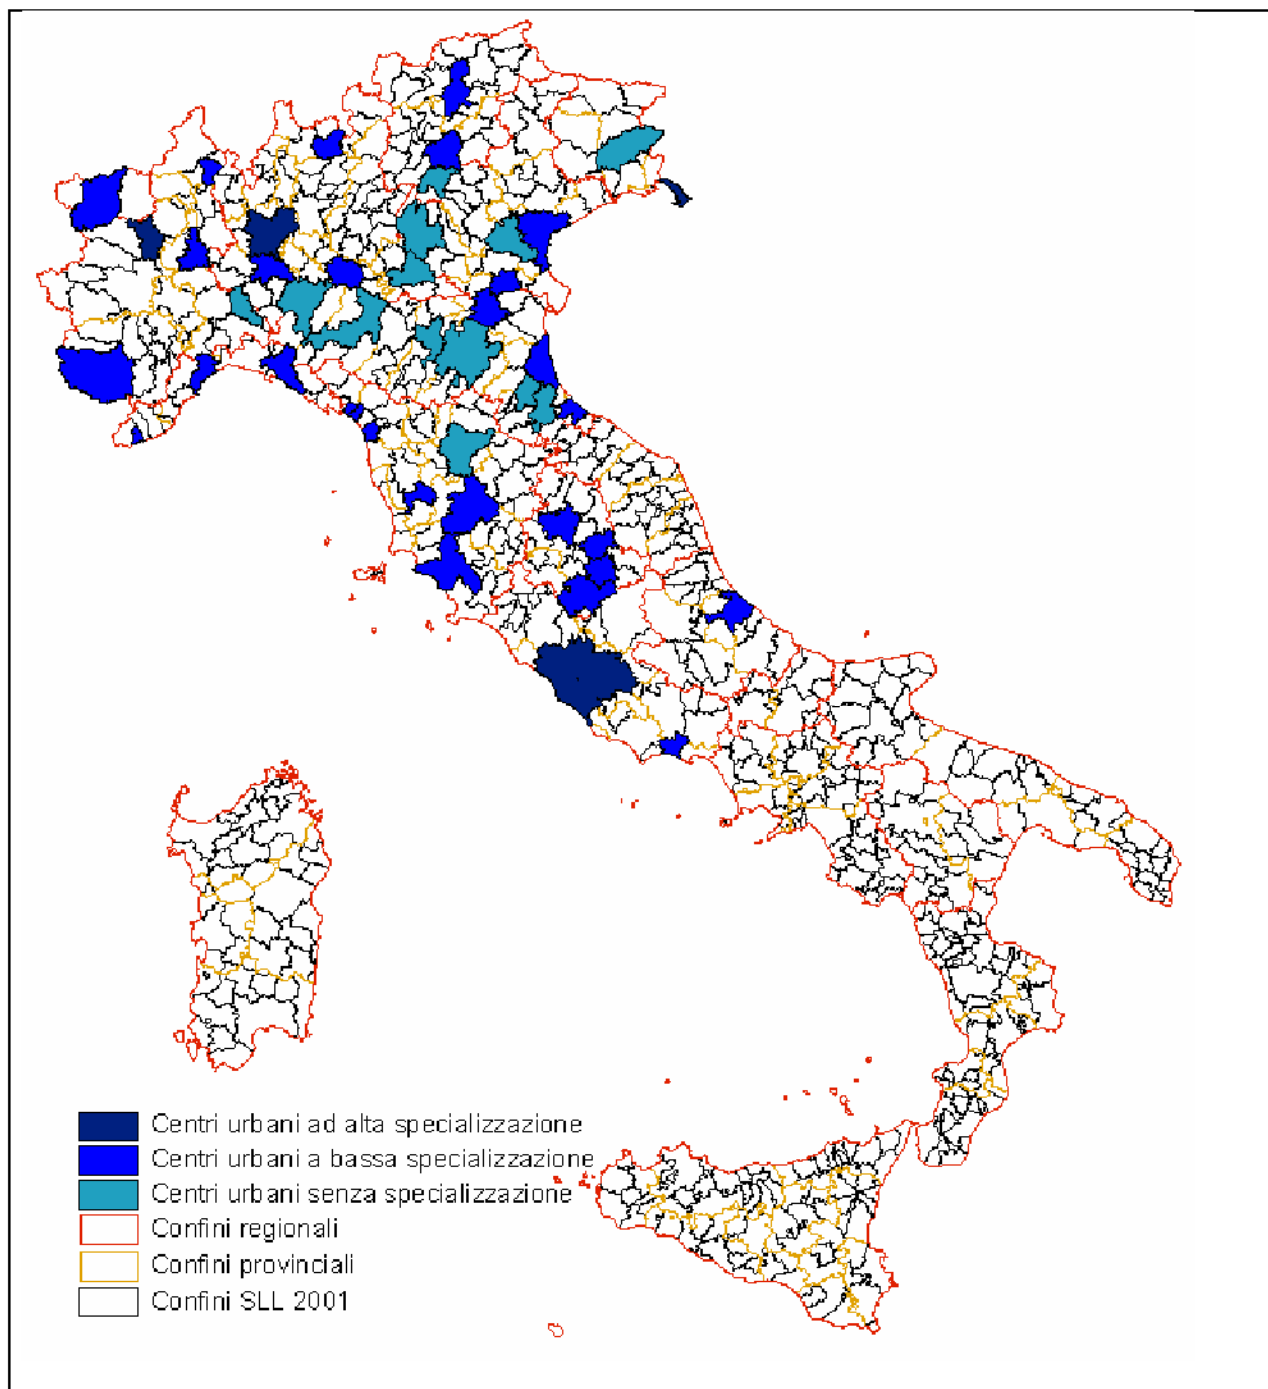 Centri urbani ad alta specializzazione
Centri urbani a bassa specializzazione
Centri urbani senza specializzazione
Confini regionali
Confini provinciali
Confini SLL 2001